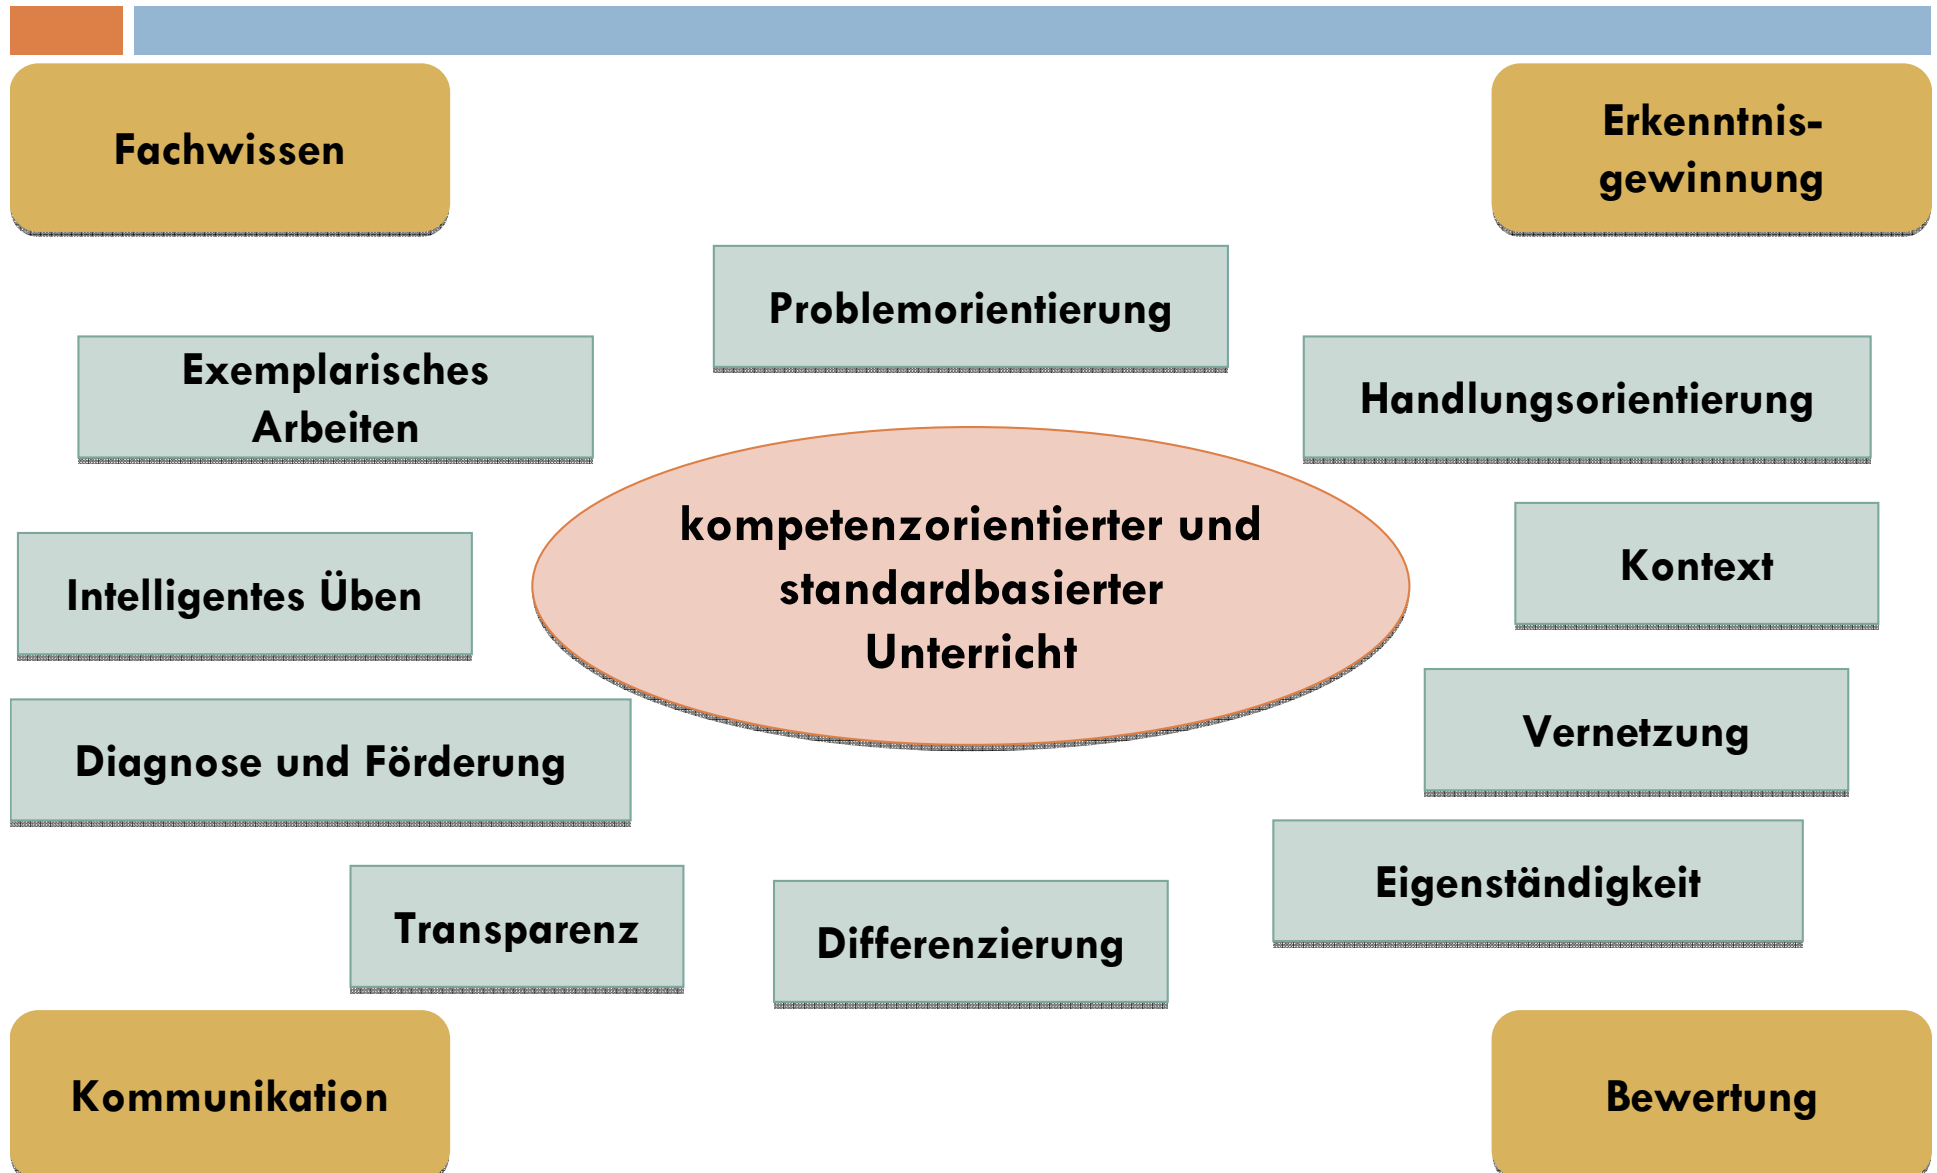 Fachwissen
Erkenntnis-
gewinnung
Problemorientierung
Exemplarisches
Arbeiten
Handlungsorientierung
kompetenzorientierter und
standardbasierter
Unterricht
Kontext
Intelligentes Üben
Vernetzung
Diagnose und Förderung
Eigenständigkeit
Transparenz
Differenzierung
Kommunikation
Bewertung